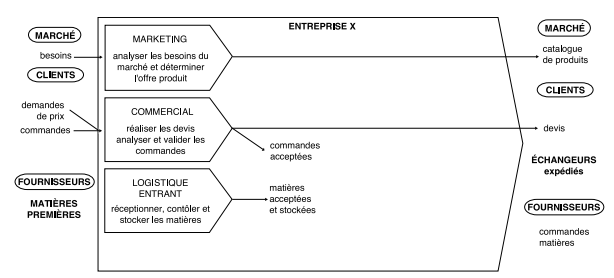 ENTREPRISE X
MARCHÉ
besoins
CLIENTS
demandes
de prix
commandes
FOURNISSEURS
MATIÈRES
PREMIÈRES
MARKETING
analyser les besoins du
marché et déterminer
l'offre produit
COMMERCIAL
réaliser les devis
analyser et valider les
commandes
commandes
acceptées
LOGISTIQUE
ENTRANT
réceptionner, contôler et
stocker les matières
matières
acceptées
et stockées
MARCHÉ
catalogue
de produits
CLIENTS
devis
ÉCHANGEURS
expédiés
FOURNISSEURS
commandes
matières